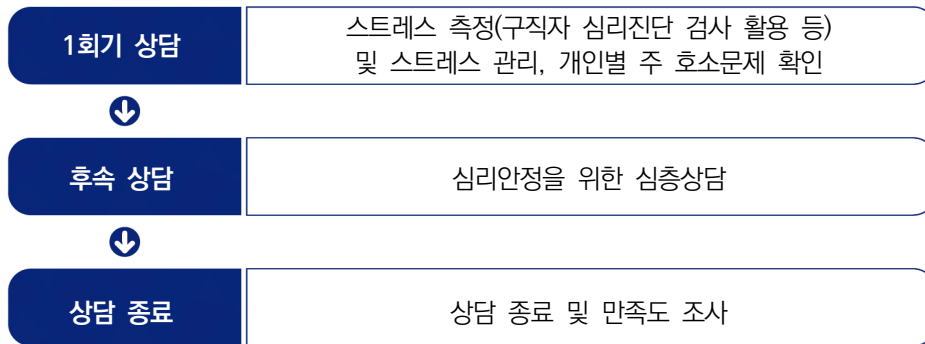 1회기 상담
스트레스 측정(구직자 심리진단 검사 활용 등)
및 스트레스 관리, 개인별 주 호소문제 확인
후속 상담
심리안정을 위한 심층상담
상담 종료
상담 종료 및 만족도 조사